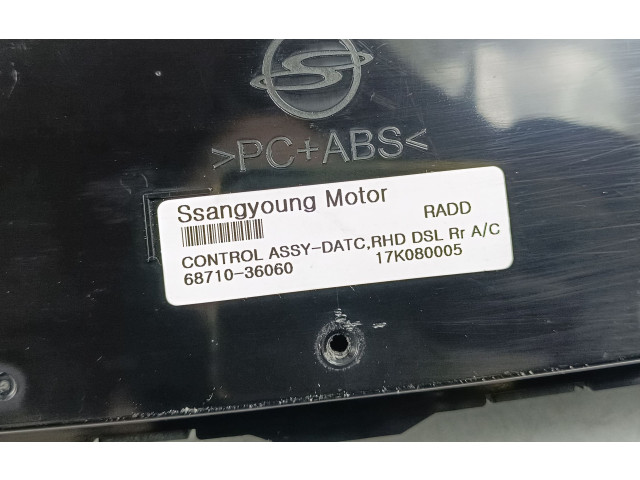 >PC+ABS<
Ssangyoung Motor
RADD
CONTROL ASSY-DATC,RHD DSL Rr A/C
68710-36060 17K080005